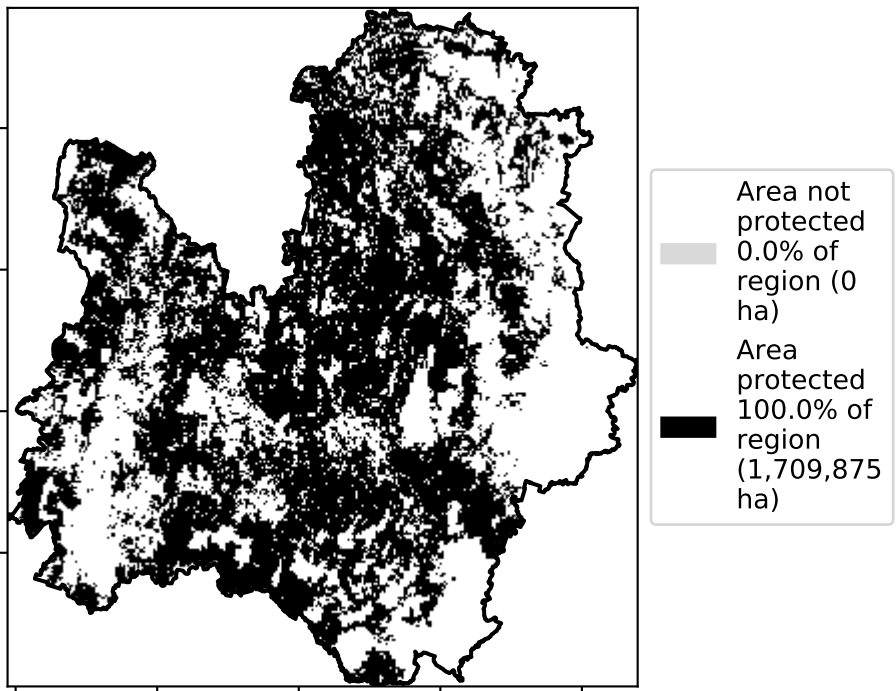 Area not
protected
0.0% of
region (0
ha)
Area
protected
100.0% of
region
(1,709,875
ha)